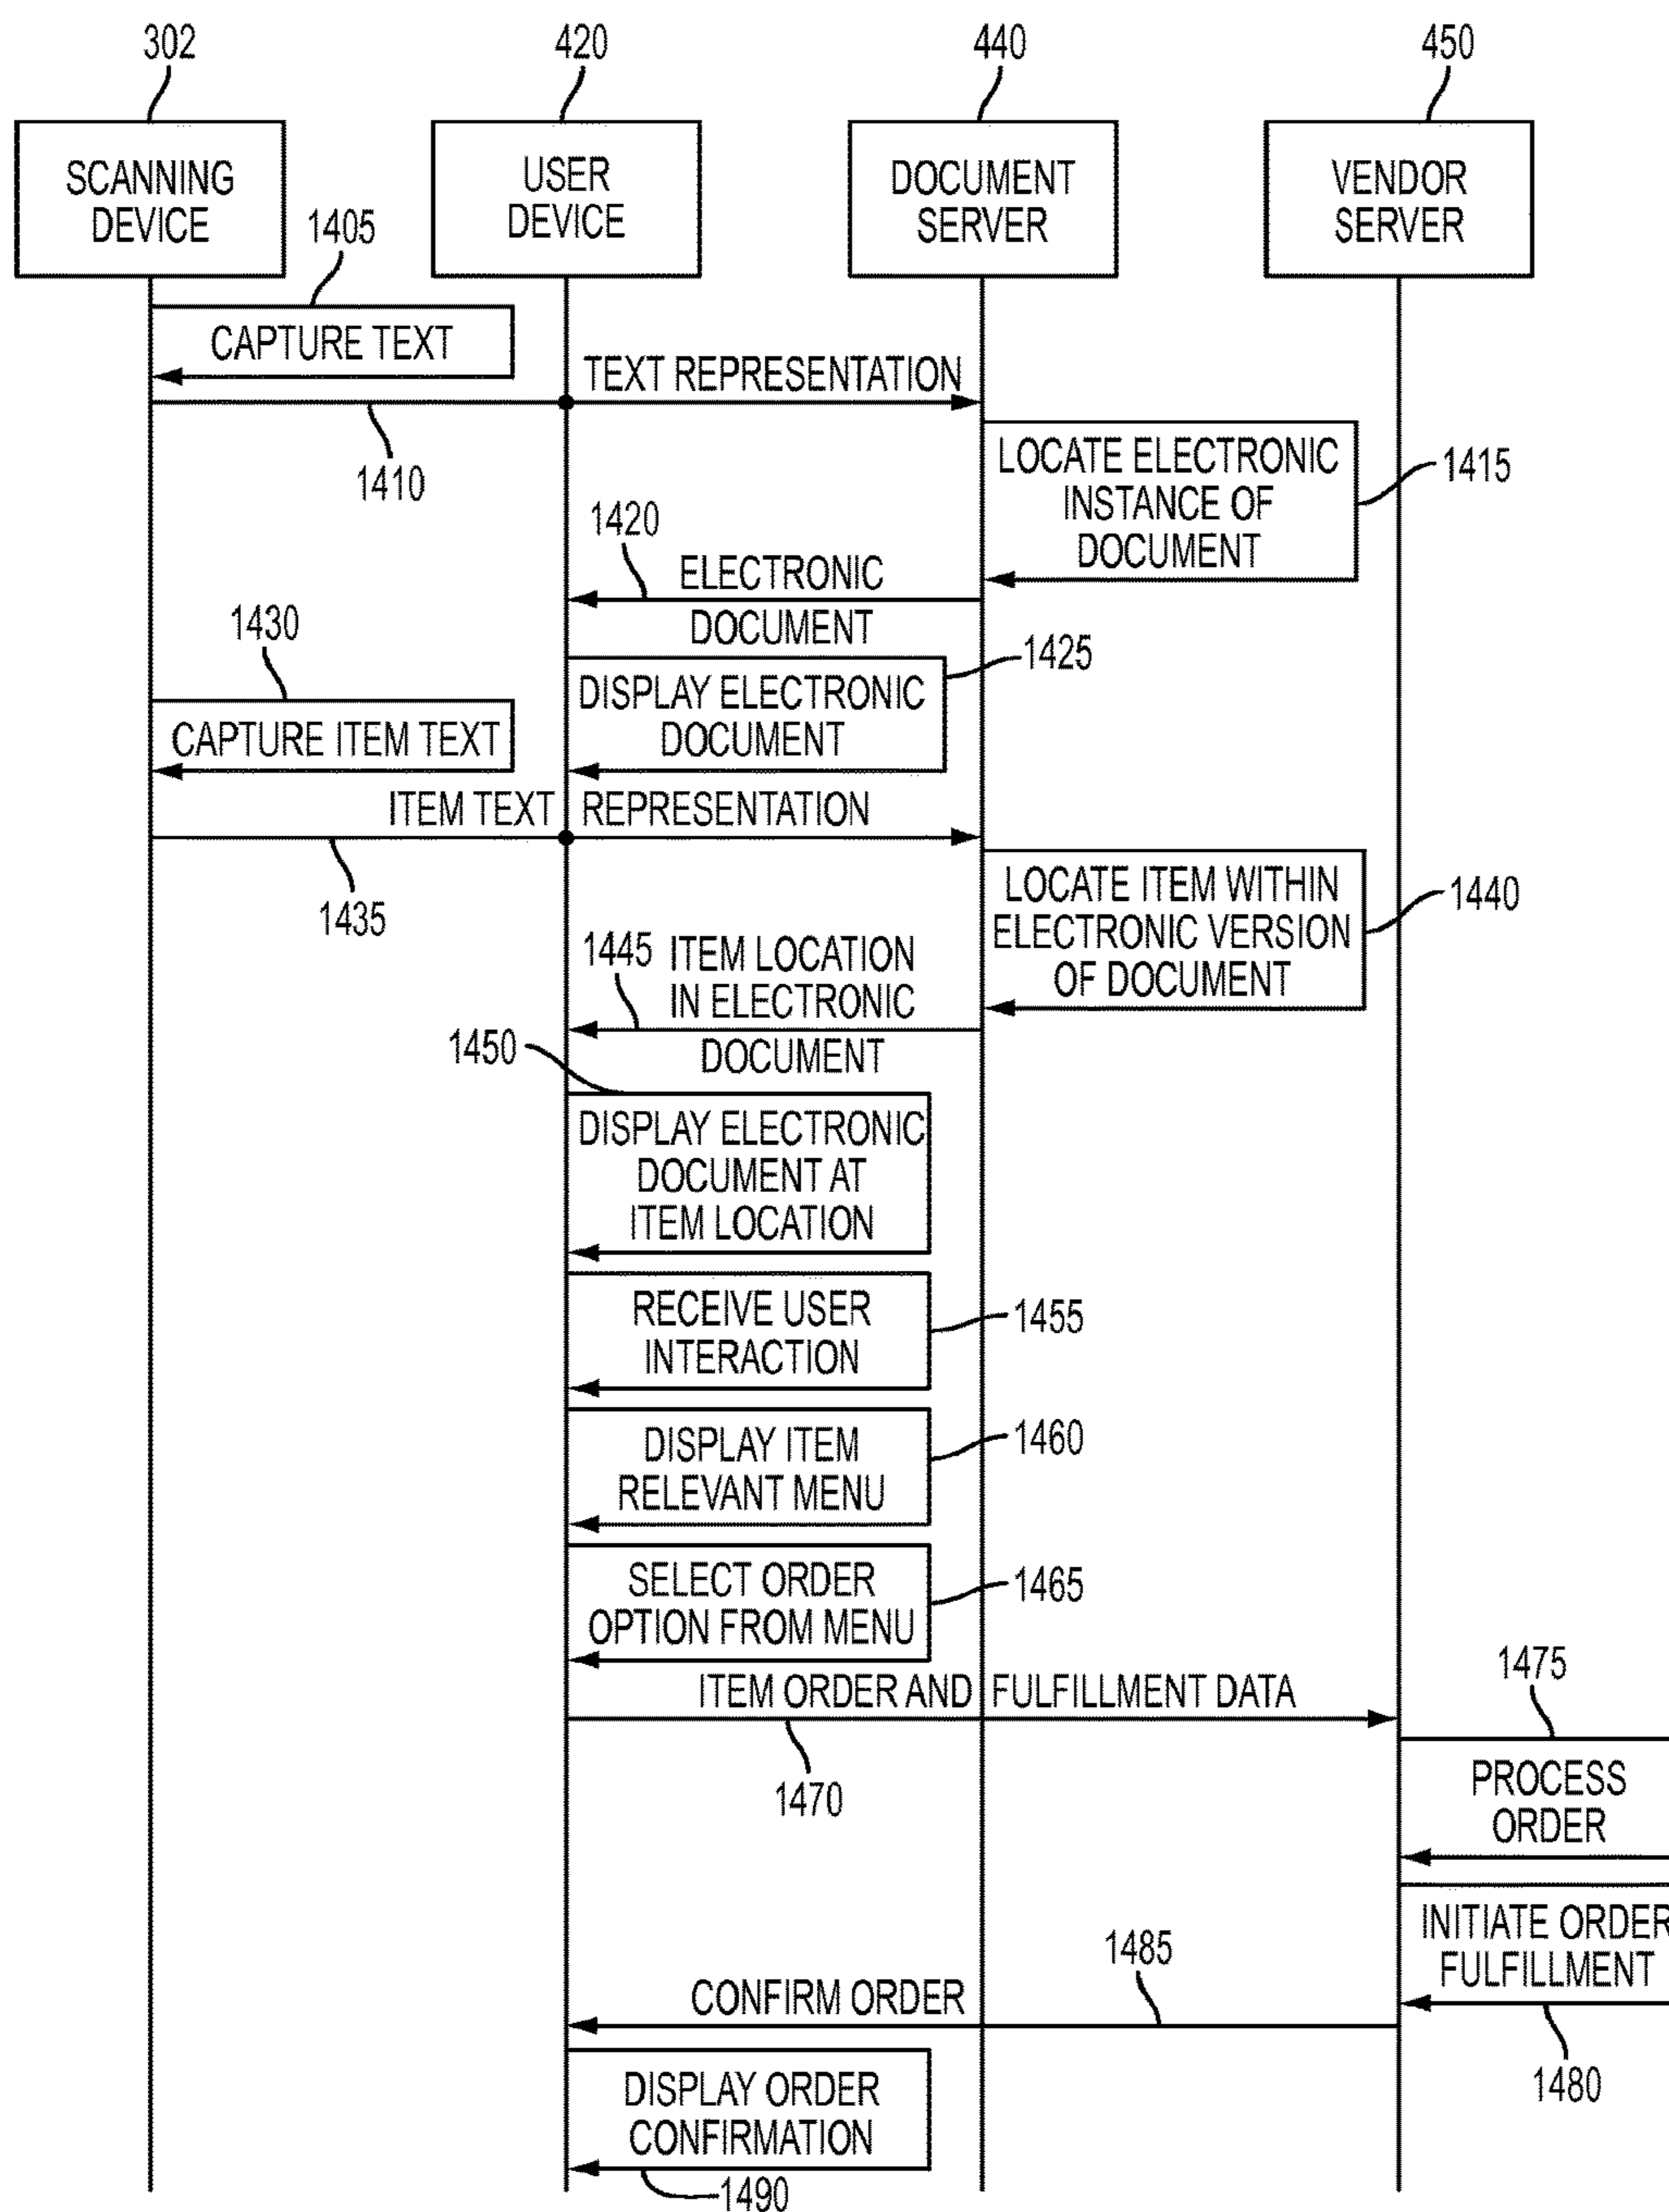 302
420
440
450
SCANNING
DEVICE
USER
DEVICE
DOCUMENT
SERVER
VENDOR
SERVER
1405
CAPTURE TEXT
TEXT REPRESENTATION
1410
LOCATE ELECTRONIC
INSTANCE OF
DOCUMENT
1415
1420
ELECTRONIC
DOCUMENT
1425
DISPLAY ELECTRONIC
DOCUMENT
1430
CAPTURE ITEM TEXT
ITEM TEXT REPRESENTATION
1435
LOCATE ITEM WITHIN
ELECTRONIC VERSION
OF DOCUMENT
1440
1445
ITEM LOCATION
IN ELECTRONIC
DOCUMENT
1450
DISPLAY ELECTRONIC
DOCUMENT AT
ITEM LOCATION
RECEIVE USER
INTERACTION
1455
DISPLAY ITEM
RELEVANT MENU
1460
SELECT ORDER
OPTION FROM MENU
1465
ITEM ORDER AND FULFILLMENT DATA
1470
1475
PROCESS
ORDER
INITIATE ORDER
FULFILLMENT
1480
1485
CONFIRM ORDER
DISPLAY ORDER
CONFIRMATION
1490